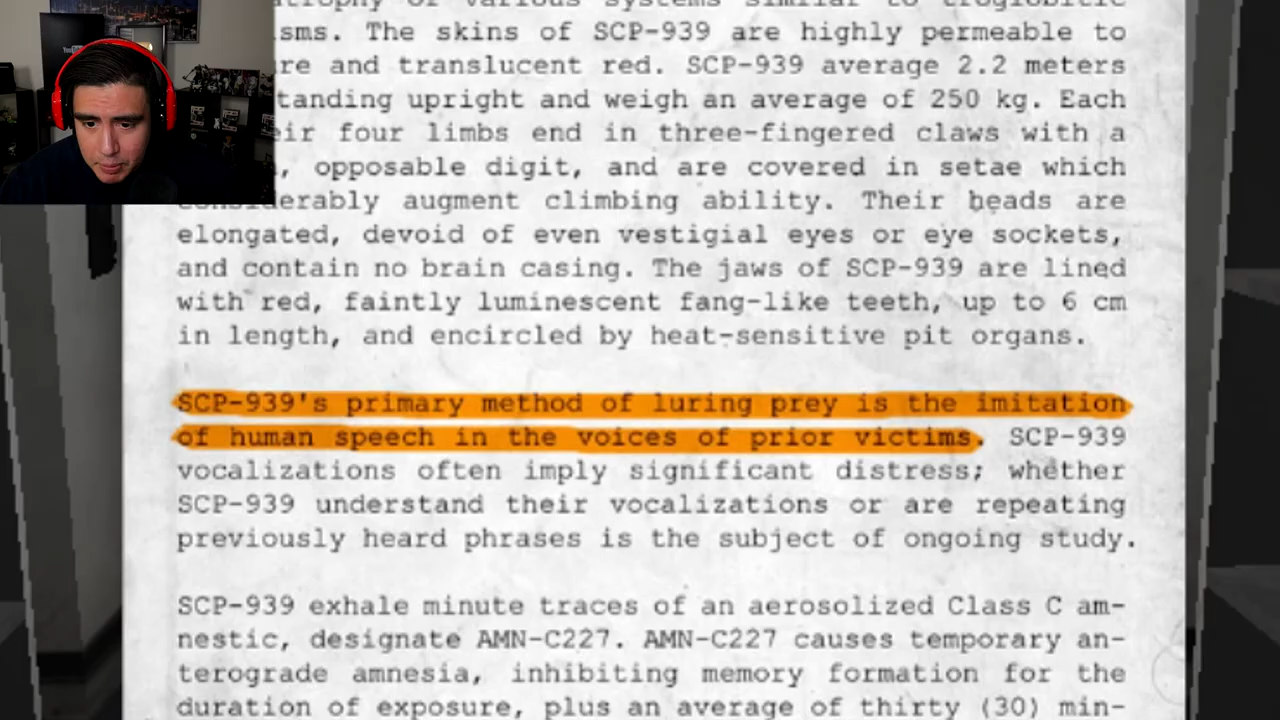 atrophy of various systems similar to troglobitic
sms. The skins of SCP-939 are highly permeable to
re and translucent red. SCP-939 average 2.2 meters
tanding upright and weigh an average of 250 kg. Each
eir four limbs end in three-fingered claws with a
, opposable digit, and are covered in setae which
considerably augment climbing ability. Their heads are
elongated, devoid of even vestigial eyes or eye sockets,
and contain no brain casing. The jaws of SCP-939 are lined
with red, faintly luminescent fang-like teeth, up to 6 cm
in length, and encircled by heat-sensitive pit organs.
SCP-939's primary method of luring prey is the imitation
of human speech in the voices of prior victims. SCP-939
vocalizations often imply significant distress; whether
SCP-939 understand their vocalizations or are repeating
previously heard phrases is the subject of ongoing study.
SCP-939 exhale minute traces of an aerosolized Class C am-
nestic, designate AMN-C227. AMN-C227 causes temporary an-
terograde amnesia, inhibiting memory formation for the
duration of exposure, plus an average of thirty (30) min-